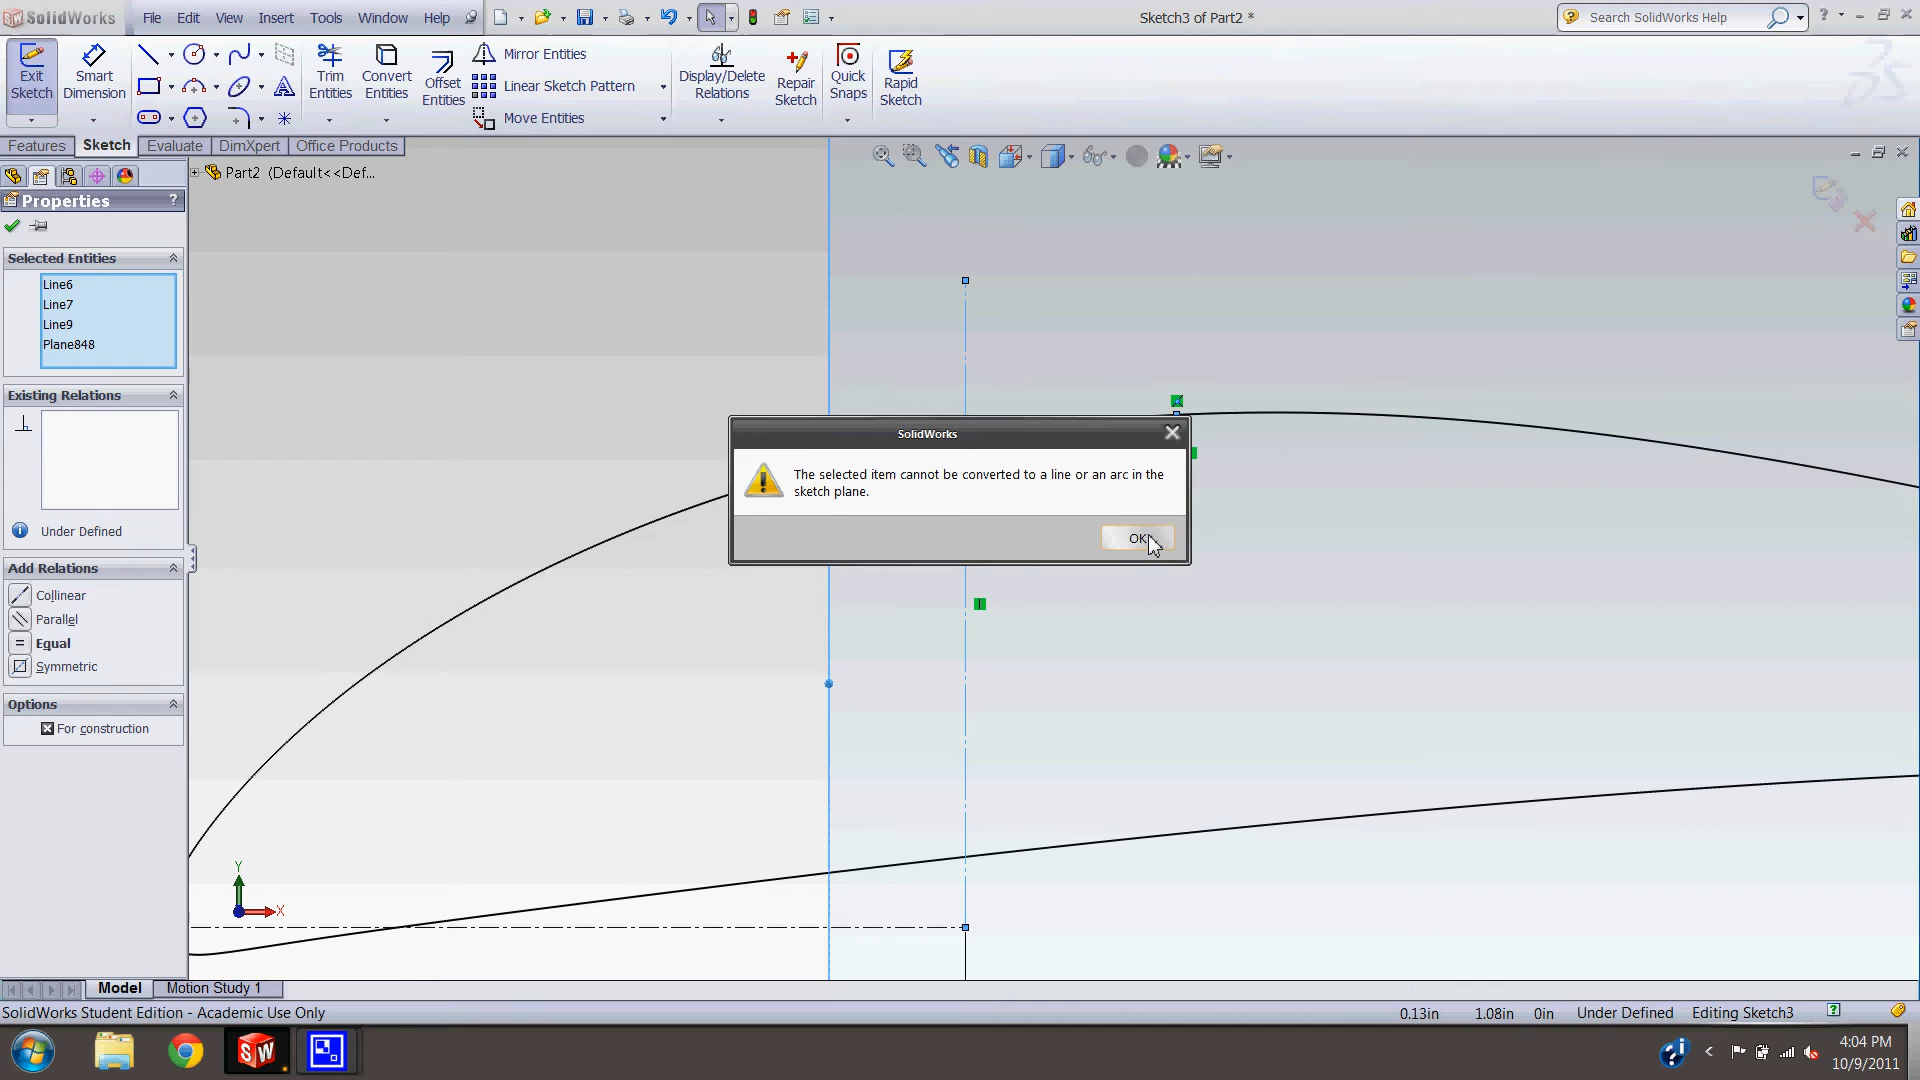 SolidWorks File Edit View Insert Tools Window Help Sketch3 of Part2 * Search SolidWorks Help ?
Exit Sketch
Smart Dimension
Trim Entities
Convert Entities
Offset Entities
Mirror Entities
Linear Sketch Pattern
Move Entities
Display/Delete Relations
Repair Sketch
Quick Snaps
Rapid Sketch
Features Sketch Evaluate DimXpert Office Products
Part2 (Default<<Def...
Properties ?
Selected Entities
Line6
Line7
Line9
Plane848
Existing Relations
Under Defined
Add Relations
Collinear
Parallel
Equal
Symmetric
Options
For construction
SolidWorks
The selected item cannot be converted to a line or an arc in the
sketch plane.
OK
Y
X
Model Motion Study 1
SolidWorks Student Edition - Academic Use Only 0.13in 1.08in 0in Under Defined Editing Sketch3 ?
SW
4:04 PM
10/9/2011